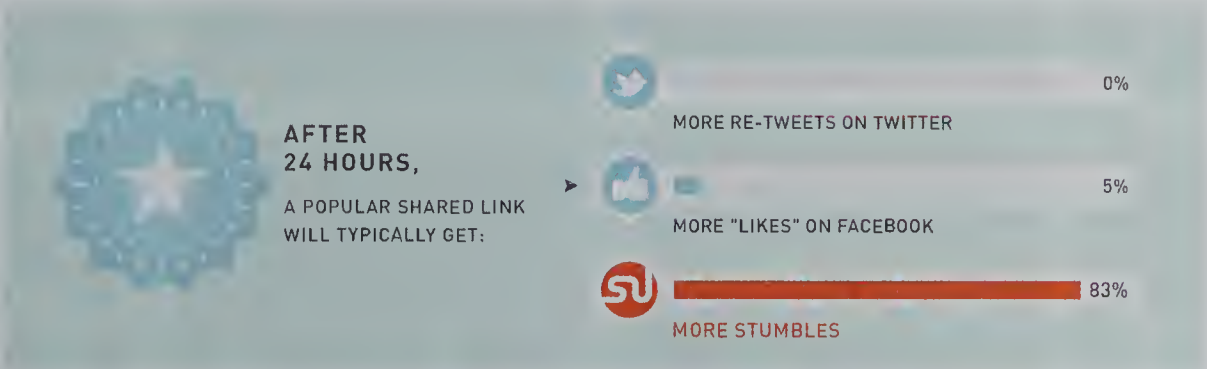 AFTER
24 HOURS,
A POPULAR SHARED LINK
WILL TYPICALLY GET:
0%
MORE RE-TWEETS ON TWITTER
5%
MORE "LIKES" ON FACEBOOK
SU
83%
MORE STUMBLES